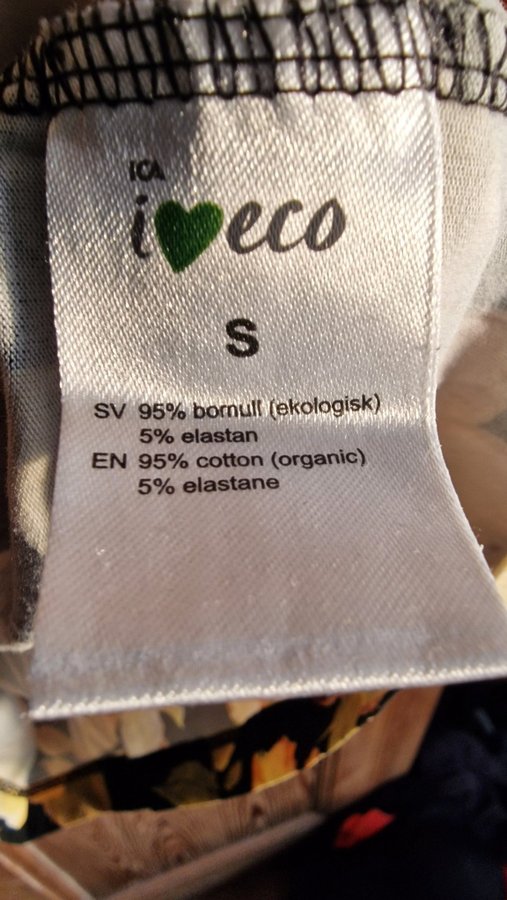 ICA
i♥eco
S
SV 95% bomull (ekologisk)
5% elastan
EN 95% cotton (organic)
5% elastane